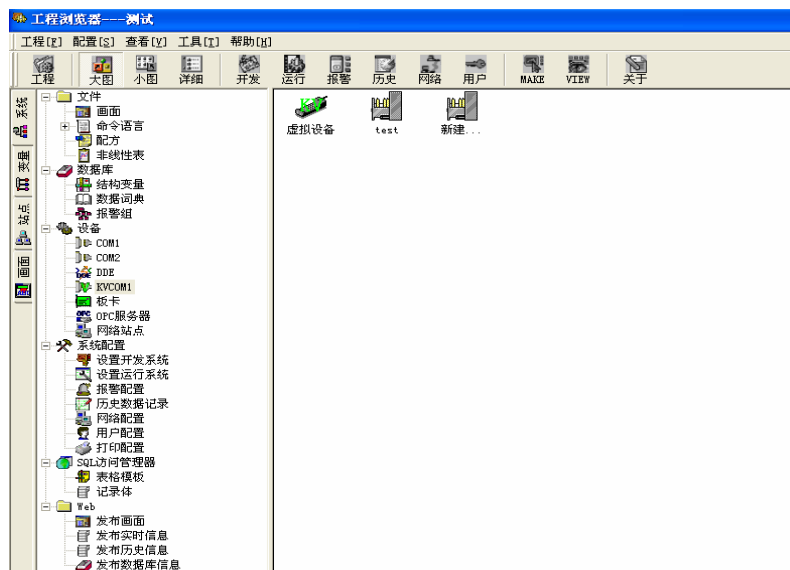 工程浏览器---测试
工程[F] 配置[S] 查看[V] 工具[T] 帮助[H]
工程 大图 小图 详细 开发 运行 报警 历史 网络 用户 MAKE VIEW 关于
系统
变量
站点
画面
文件
画面
命令语言
配方
非线性表
数据库
结构变量
数据词典
报警组
设备
COM1
COM2
DDE
KVCOM1
板卡
OPC服务器
网络站点
系统配置
设置开发系统
设置运行系统
报警配置
历史数据记录
网络配置
用户配置
打印配置
SQL访问管理器
表格模板
记录体
Web
发布画面
发布实时信息
发布历史信息
发布数据库信息
虚拟设备 test 新建...